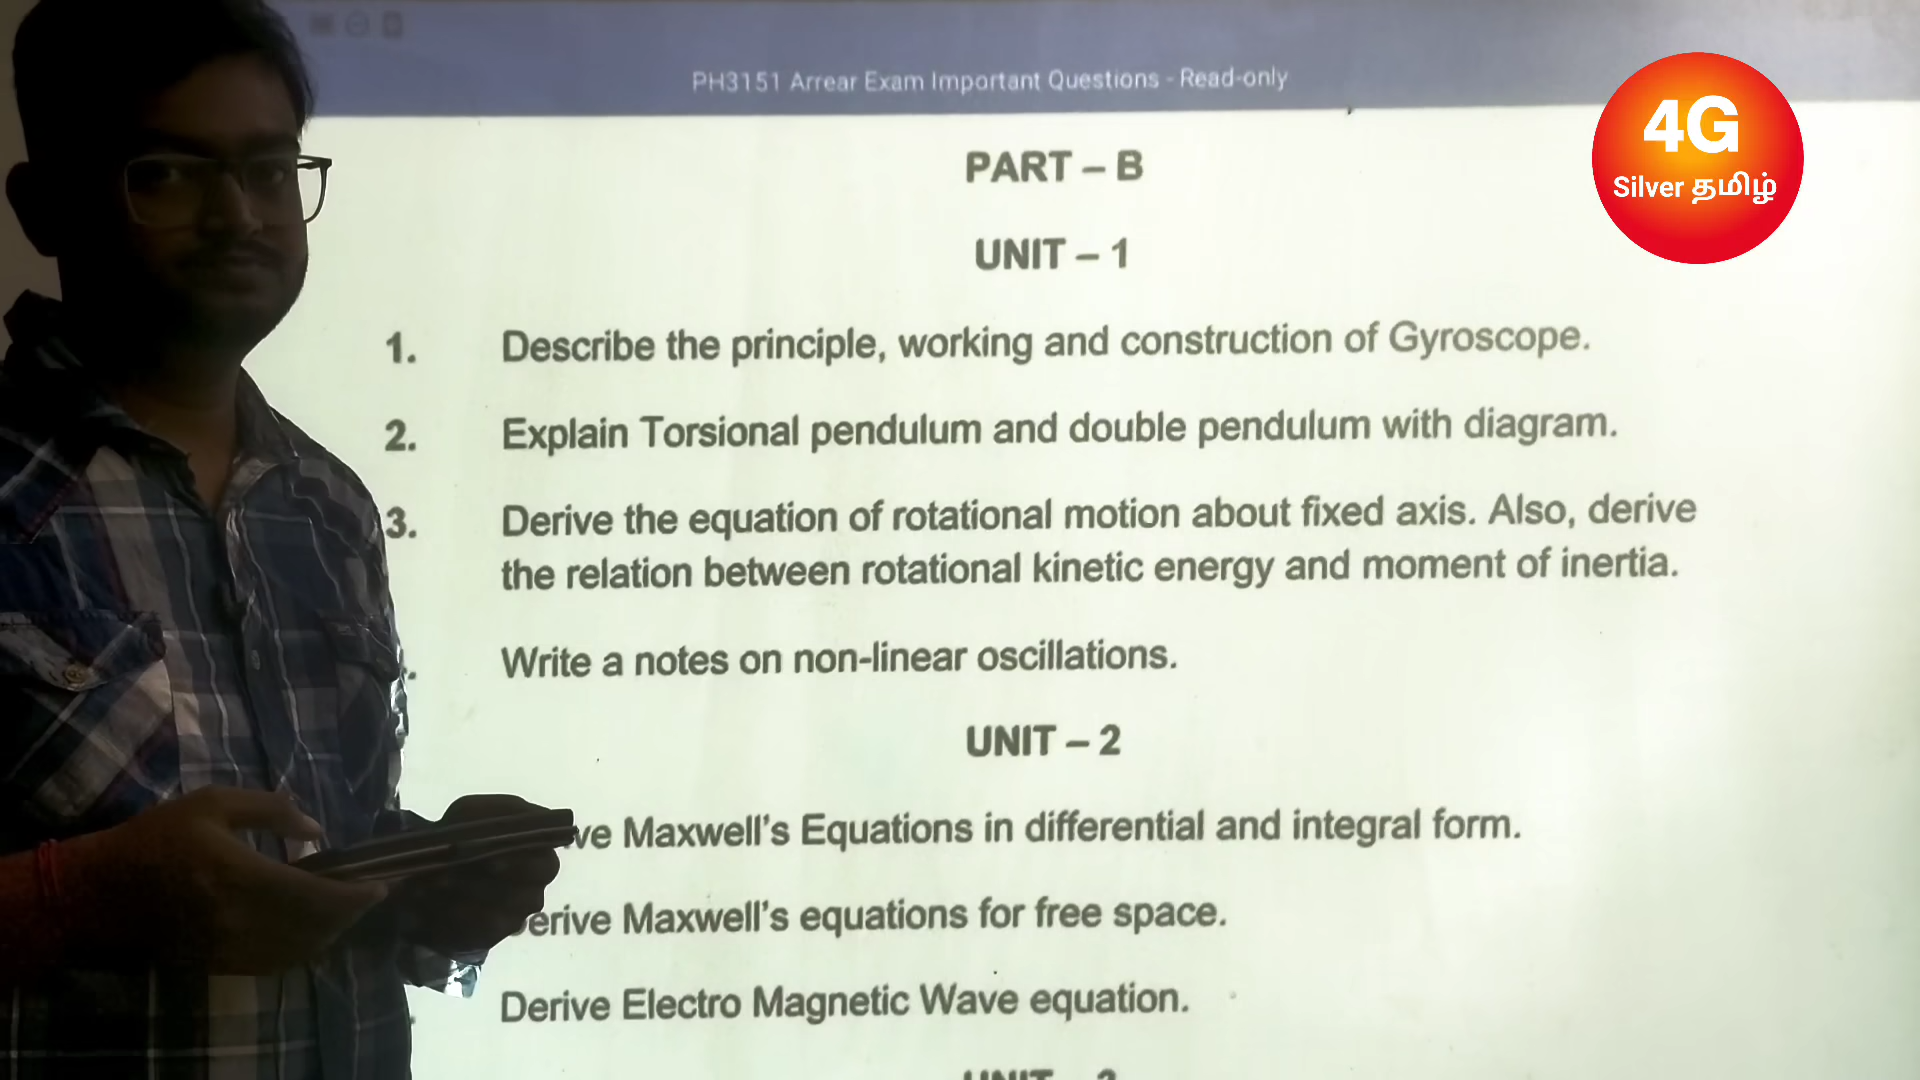 PH3151 Arrear Exam Important Questions - Read-only
4G
Silver தமிழ்
PART – B
UNIT – 1
1. Describe the principle, working and construction of Gyroscope.
2. Explain Torsional pendulum and double pendulum with diagram.
3. Derive the equation of rotational motion about fixed axis. Also, derive
the relation between rotational kinetic energy and moment of inertia.
Write a notes on non-linear oscillations.
UNIT – 2
Maxwell's Equations in differential and integral form.
Maxwell's equations for free space.
Derive Electro Magnetic Wave equation.